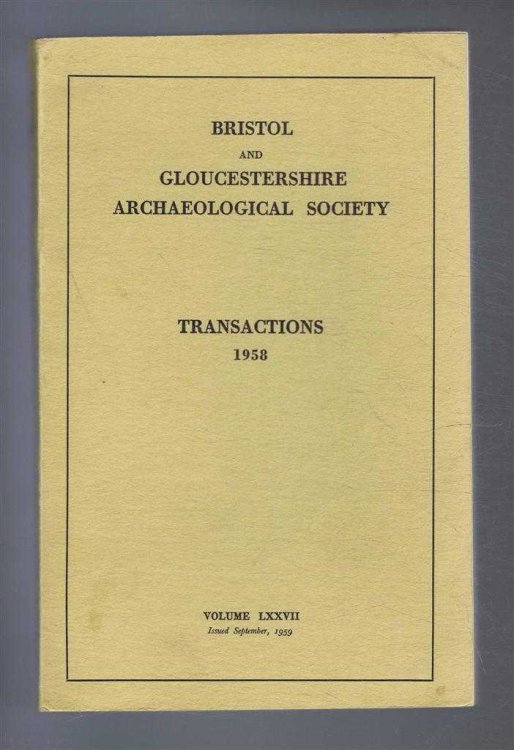 BRISTOL
AND
GLOUCESTERSHIRE
ARCHAEOLOGICAL SOCIETY
TRANSACTIONS
1958
VOLUME LXXVII
Issued September, 1959